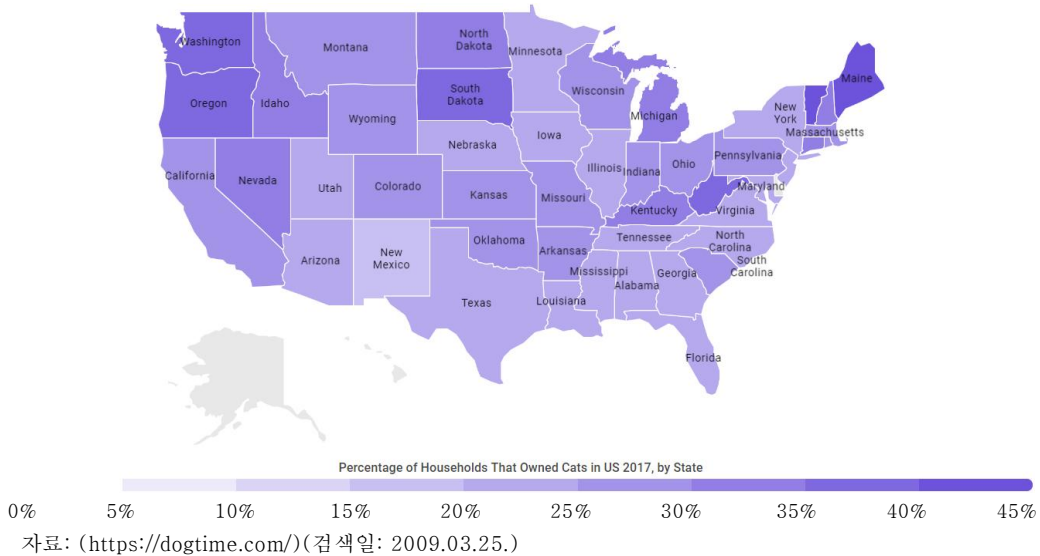 Washington
Montana
North
Dakota
Minnesota
Maine
Oregon
Idaho
South
Dakota
Wisconsin
Michigan
New
York
Wyoming
Massachusetts
Iowa
Nebraska
Pennsylvania
Illinois
Indiana
Ohio
California
Nevada
Utah
Colorado
Kansas
Missouri
Maryland
Kentucky
Virginia
Tennessee
North
Carolina
Oklahoma
Arkansas
Arizona
New
Mexico
South
Carolina
Mississippi
Alabama
Georgia
Texas
Louisiana
Florida
Percentage of Households That Owned Cats in US 2017, by State
0% 5% 10% 15% 20% 25% 30% 35% 40% 45%
자료: (https://dogtime.com/)(검색일: 2009.03.25.)